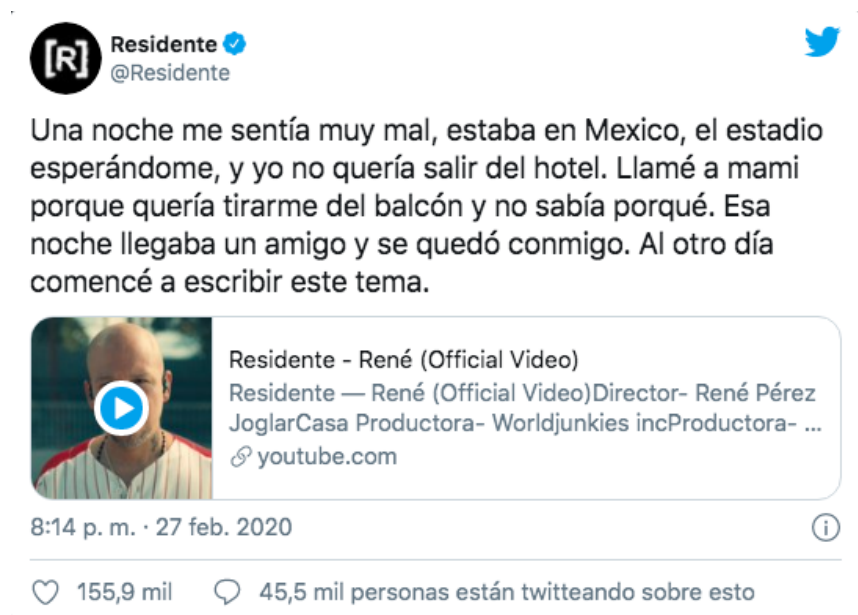 [R]
Residente
@Residente
Una noche me sentía muy mal, estaba en Mexico, el estadio
esperándome, y yo no quería salir del hotel. Llamé a mami
porque quería tirarme del balcón y no sabía porqué. Esa
noche llegaba un amigo y se quedó conmigo. Al otro día
comencé a escribir este tema.
Residente - René (Official Video)
Residente — René (Official Video)Director- René Pérez
JoglarCasa Productora- Worldjunkies incProductora- ...
youtube.com
8:14 p. m. · 27 feb. 2020
155,9 mil 45,5 mil personas están twitteando sobre esto